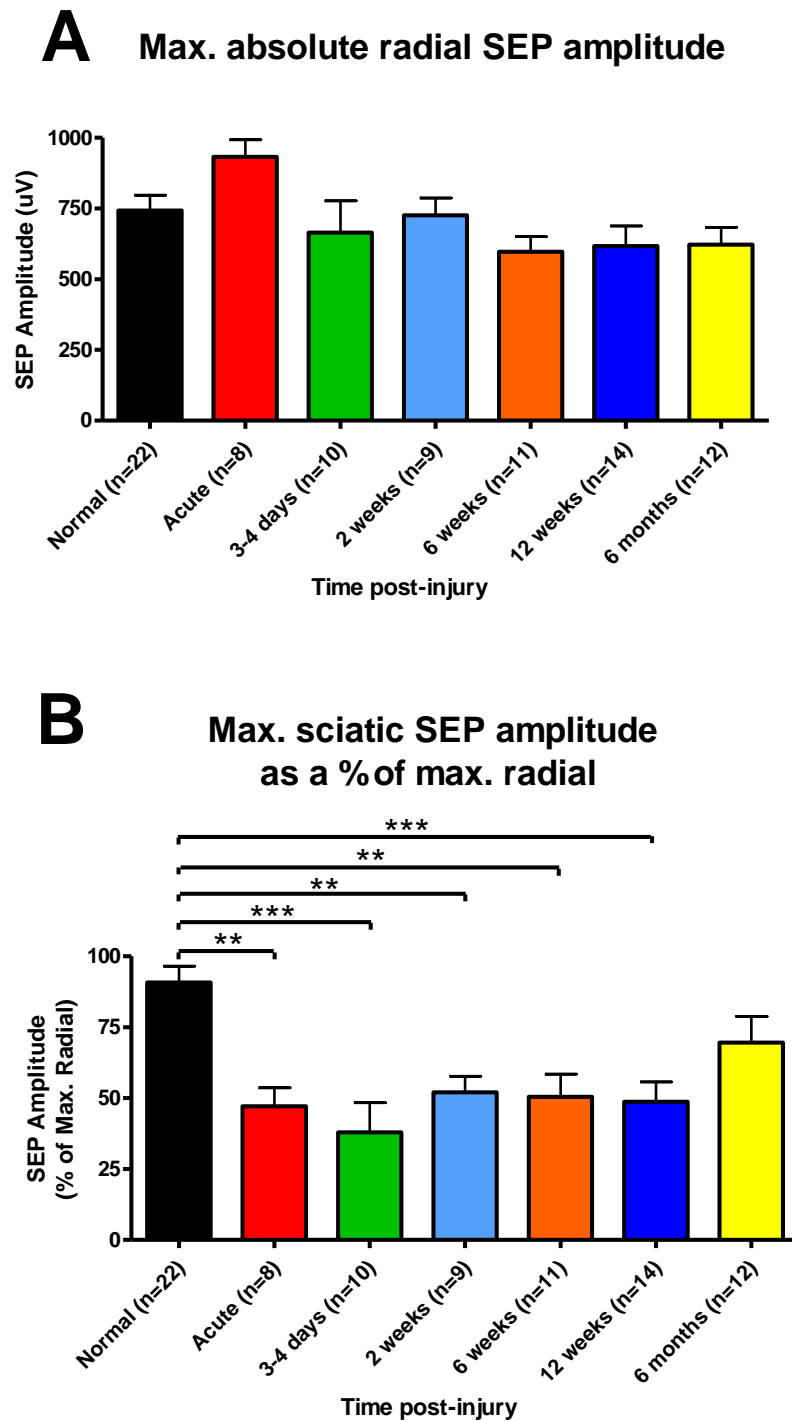 A
Max. absolute radial SEP amplitude
SEP Amplitude (uV)
1000
750
500
250
0
Normal (n=22)
Acute (n=8)
3-4 days (n=10)
2 weeks (n=9)
6 weeks (n=11)
12 weeks (n=14)
6 months (n=12)
Time post-injury
B
Max. sciatic SEP amplitude
as a % of max. radial
***
**
**
***
**
SEP Amplitude
(% of Max. Radial)
100
75
50
25
0
Normal (n=22)
Acute (n=8)
3-4 days (n=10)
2 weeks (n=9)
6 weeks (n=11)
12 weeks (n=14)
6 months (n=12)
Time post-injury